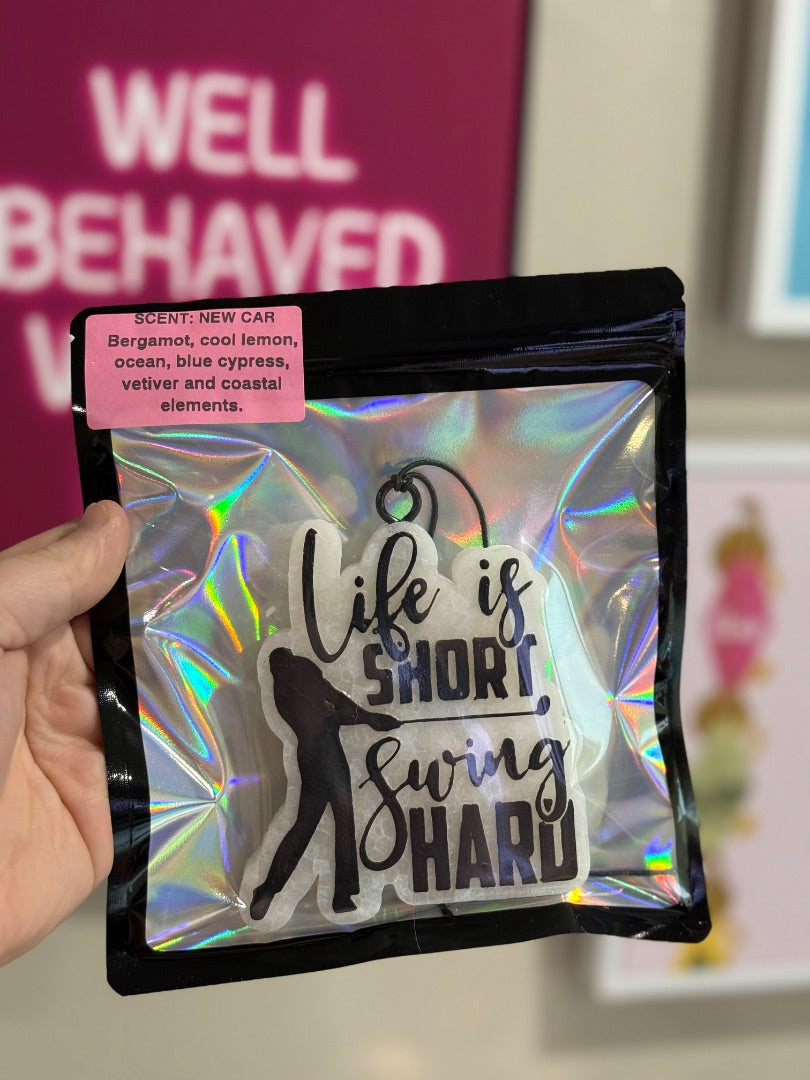 WELL
BEHAVED
SCENT: NEW CAR
Bergamot, cool lemon,
ocean, blue cypress,
vetiver and coastal
elements.
Life is
SHORT
Swing
HARD